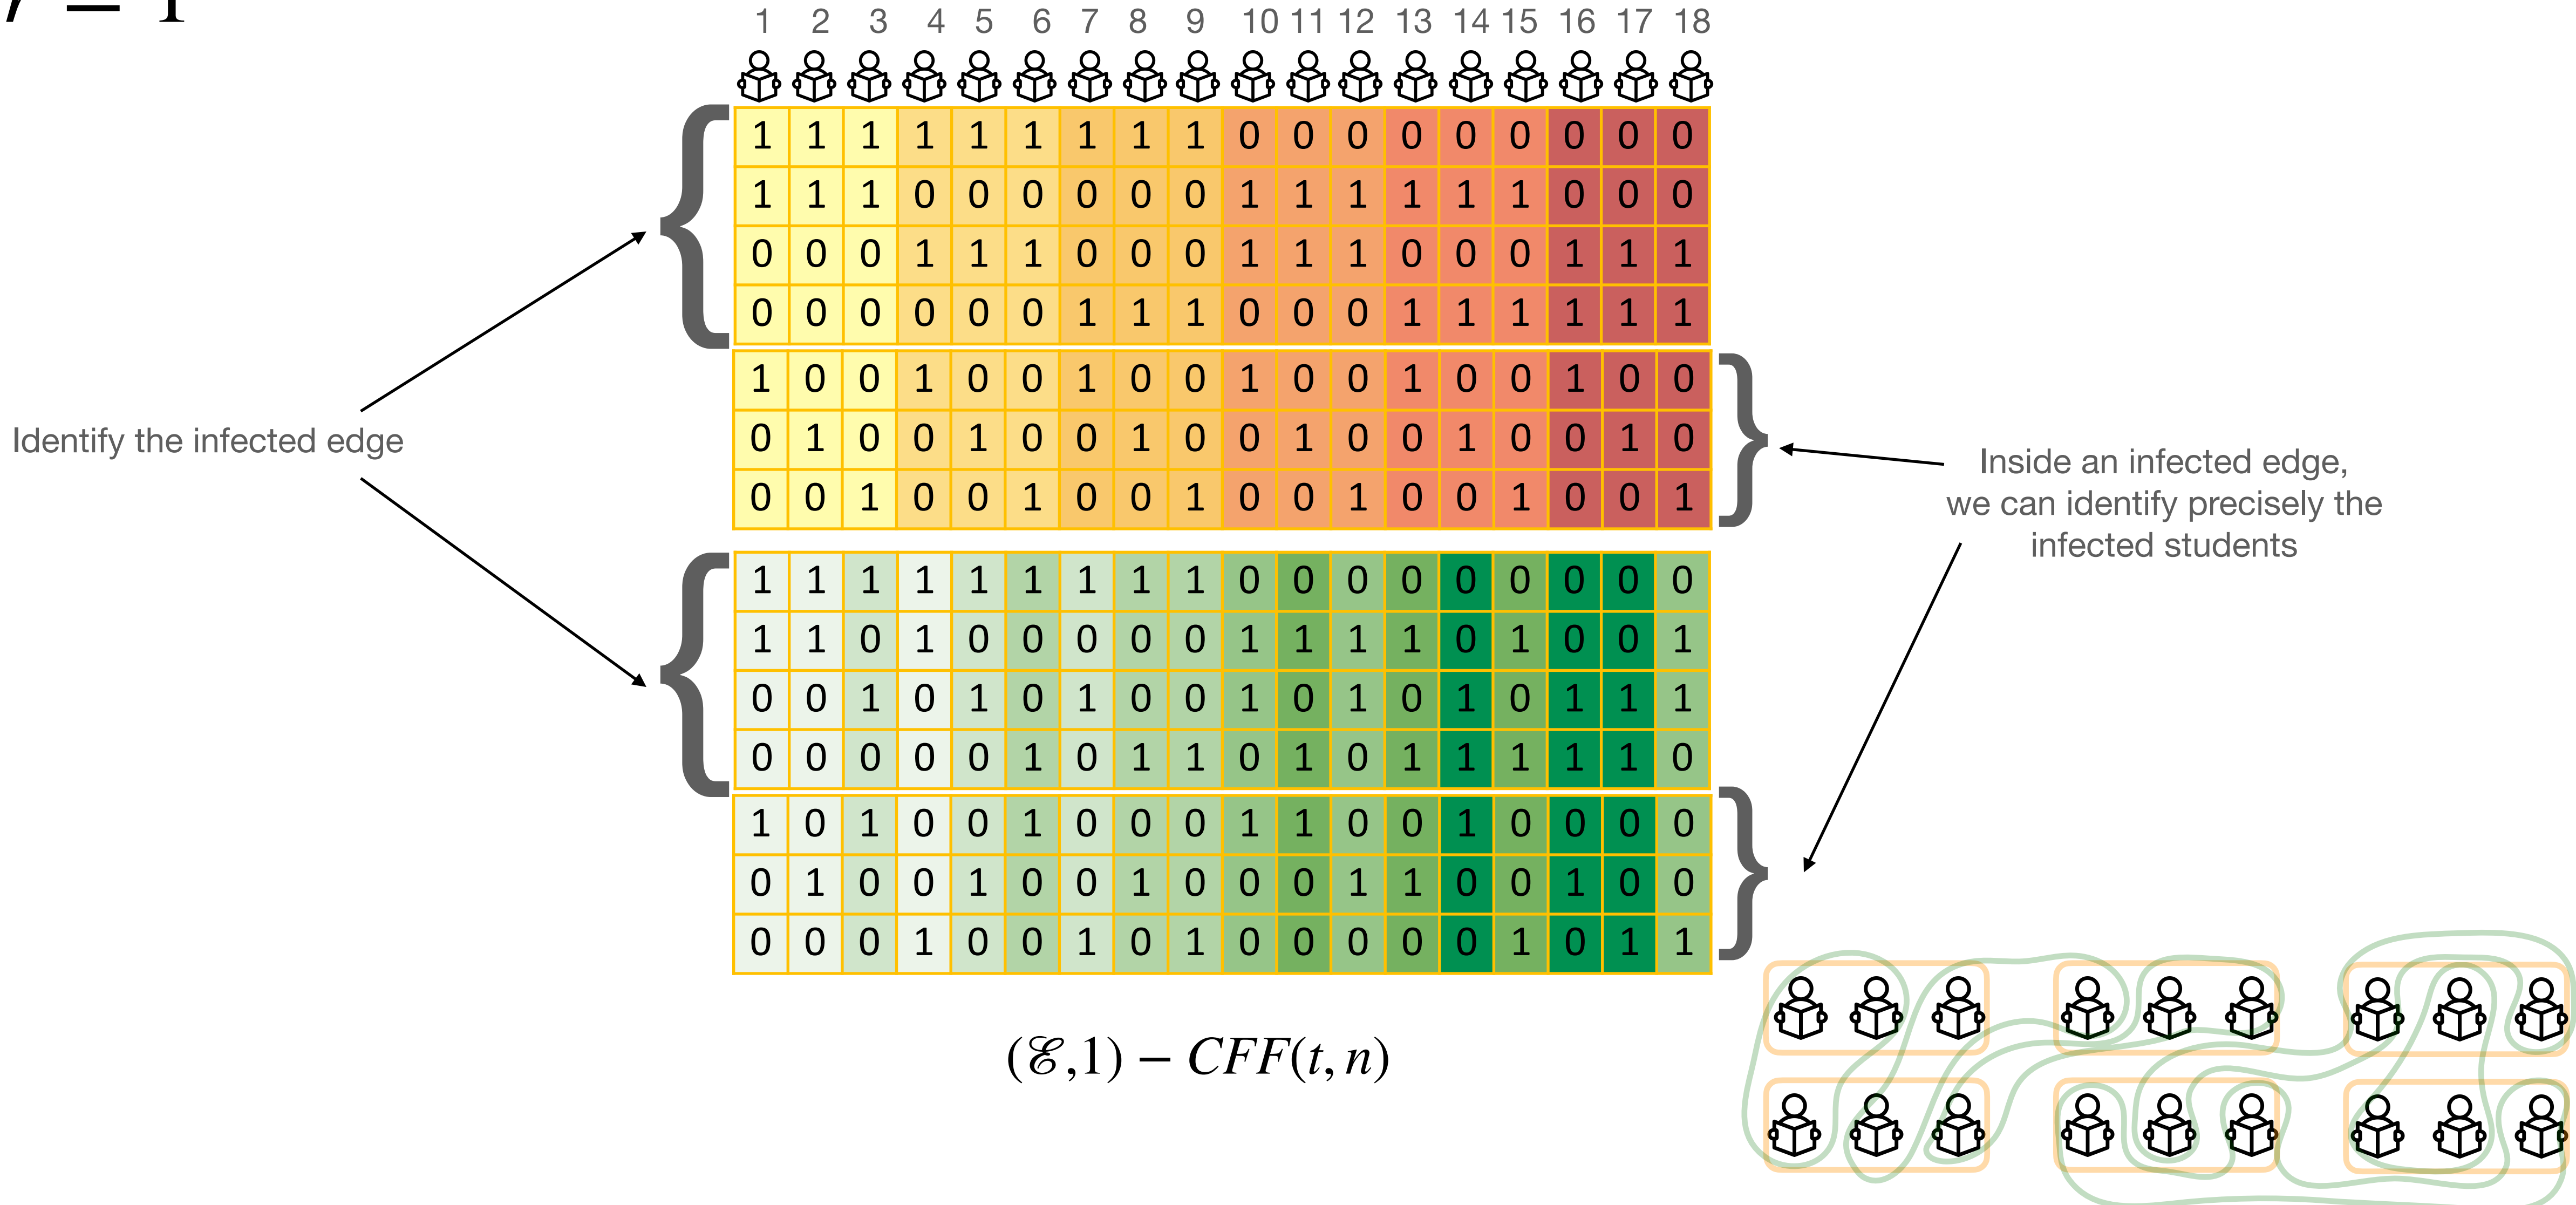 = 1
1 2 3 4 5 6 7 8 9 10 11 12 13 14 15 16 17 18
1 1 1 1 1 1 1 1 1 0 0 0 0 0 0 0 0 0
1 1 1 0 0 0 0 0 0 1 1 1 1 1 1 0 0 0
0 0 0 1 1 1 0 0 0 1 1 1 0 0 0 1 1 1
0 0 0 0 0 0 1 1 1 0 0 0 1 1 1 1 1 1
1 0 0 1 0 0 1 0 0 1 0 0 1 0 0 1 0 0
0 1 0 0 1 0 0 1 0 0 1 0 0 1 0 0 1 0
0 0 1 0 0 1 0 0 1 0 0 1 0 0 1 0 0 1
Identify the infected edge
Inside an infected edge,
we can identify precisely the
infected students
1 1 1 1 1 1 1 1 1 0 0 0 0 0 0 0 0 0
1 1 0 1 0 0 0 0 0 1 1 1 1 0 1 0 0 1
0 0 1 0 1 0 1 0 0 1 0 1 0 1 0 1 1 1
0 0 0 0 0 1 0 1 1 0 1 0 1 1 1 1 1 0
1 0 1 0 0 1 0 0 0 1 1 0 0 1 0 0 0 0
0 1 0 0 1 0 0 1 0 0 0 1 1 0 0 1 0 0
0 0 0 1 0 0 1 0 1 0 0 0 0 0 1 0 1 1
(ℰ,1) − CFF(t, n)